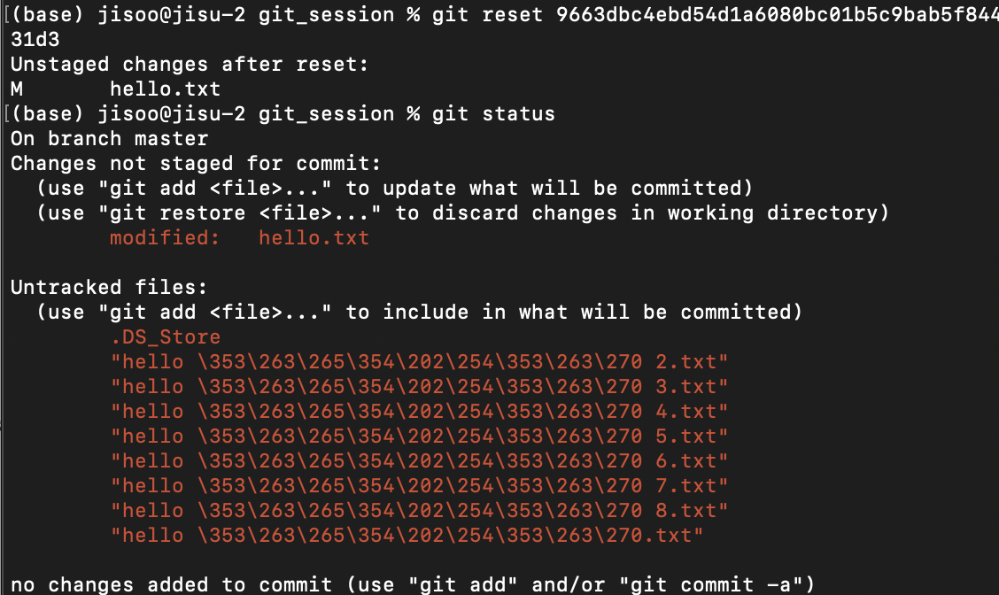 [(base) jisoo@jisu-2 git_session % git reset 9663dbc4ebd54d1a6080bc01b5c9bab5f844
31d3
Unstaged changes after reset:
M       hello.txt
[(base) jisoo@jisu-2 git_session % git status
On branch master
Changes not staged for commit:
  (use "git add <file>..." to update what will be committed)
  (use "git restore <file>..." to discard changes in working directory)
        modified:   hello.txt

Untracked files:
  (use "git add <file>..." to include in what will be committed)
        .DS_Store
        "hello \353\263\265\354\202\254\353\263\270 2.txt"
        "hello \353\263\265\354\202\254\353\263\270 3.txt"
        "hello \353\263\265\354\202\254\353\263\270 4.txt"
        "hello \353\263\265\354\202\254\353\263\270 5.txt"
        "hello \353\263\265\354\202\254\353\263\270 6.txt"
        "hello \353\263\265\354\202\254\353\263\270 7.txt"
        "hello \353\263\265\354\202\254\353\263\270 8.txt"
        "hello \353\263\265\354\202\254\353\263\270.txt"

no changes added to commit (use "git add" and/or "git commit -a")